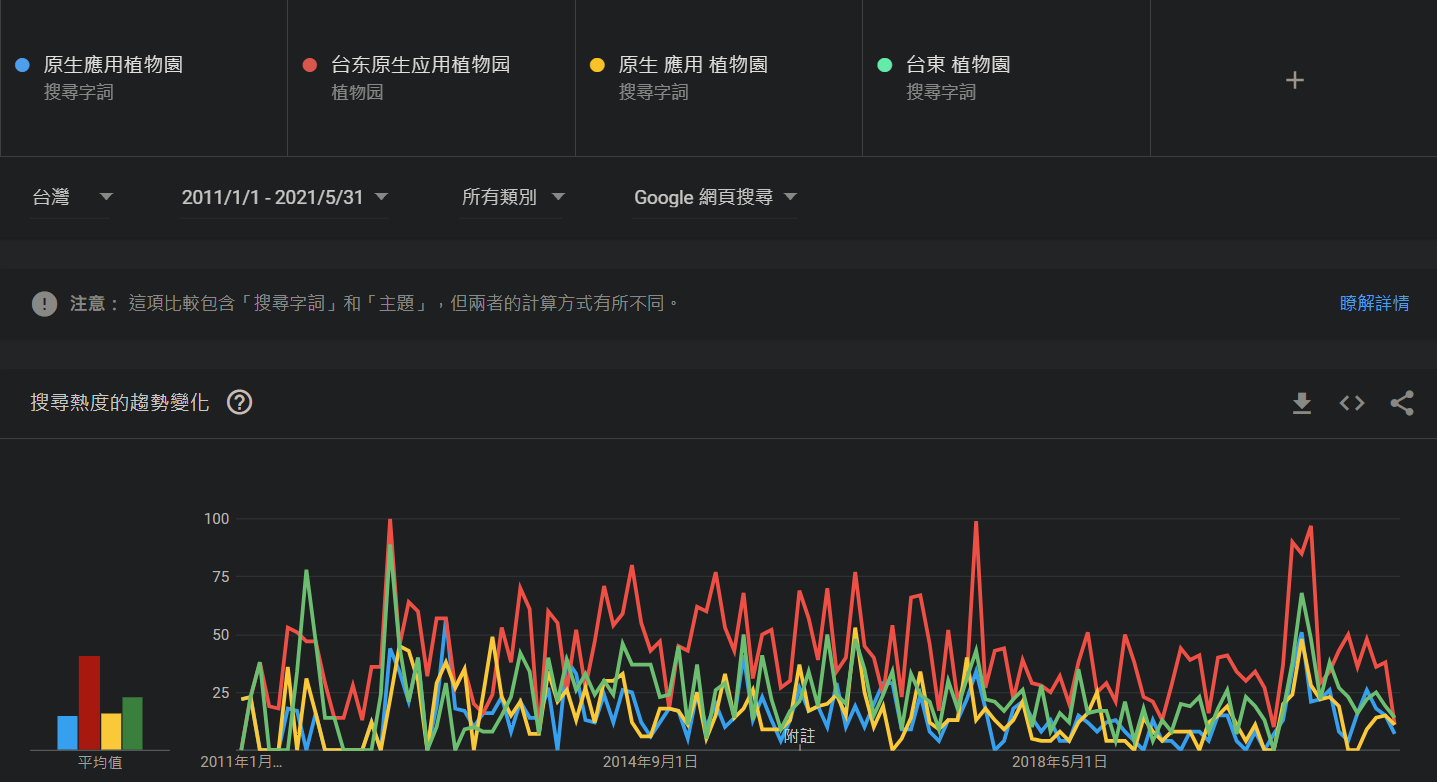 原生應用植物園
搜尋字詞
台东原生应用植物园
植物园
原生 應用 植物園
搜尋字詞
台東 植物園
搜尋字詞
+
台灣
2011/1/1 - 2021/5/31
所有類別
Google 網頁搜尋
! 注意： 這項比較包含「搜尋字詞」和「主題」，但兩者的計算方式有所不同。
瞭解詳情
搜尋熱度的趨勢變化 ?
100
75
50
25
附註
平均值
2011年1月…
2014年9月1日
2018年5月1日